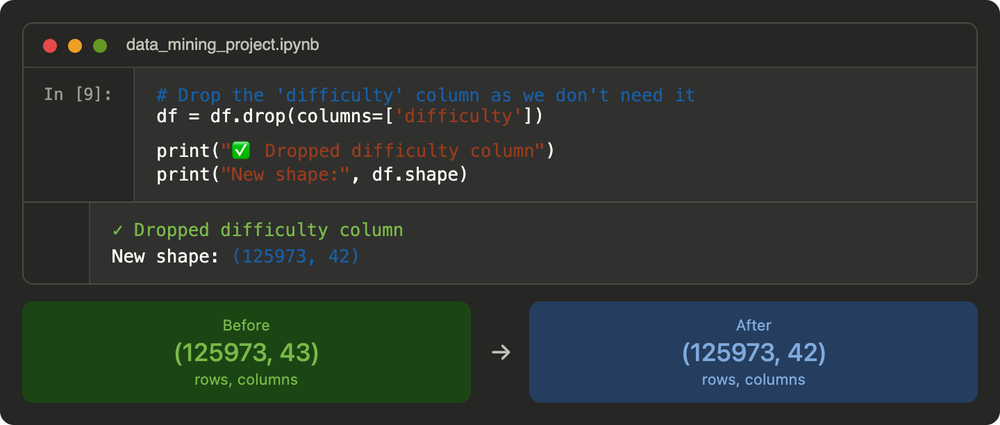 data_mining_project.ipynb
In [9]:
# Drop the 'difficulty' column as we don't need it
df = df.drop(columns=['difficulty'])
print("✅ Dropped difficulty column")
print("New shape:", df.shape)
✓ Dropped difficulty column
New shape: (125973, 42)
Before
(125973, 43)
rows, columns
→
After
(125973, 42)
rows, columns